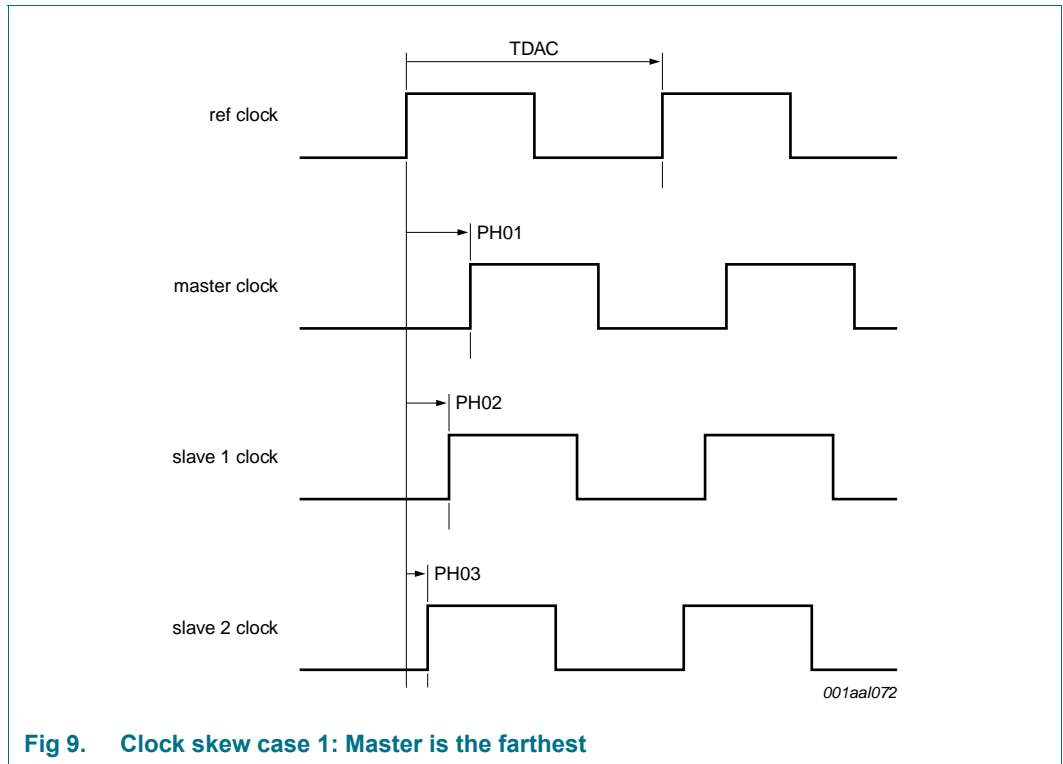 TDAC
ref clock
PH01
master clock
PH02
slave 1 clock
PH03
slave 2 clock
001aal072
Fig 9. Clock skew case 1: Master is the farthest